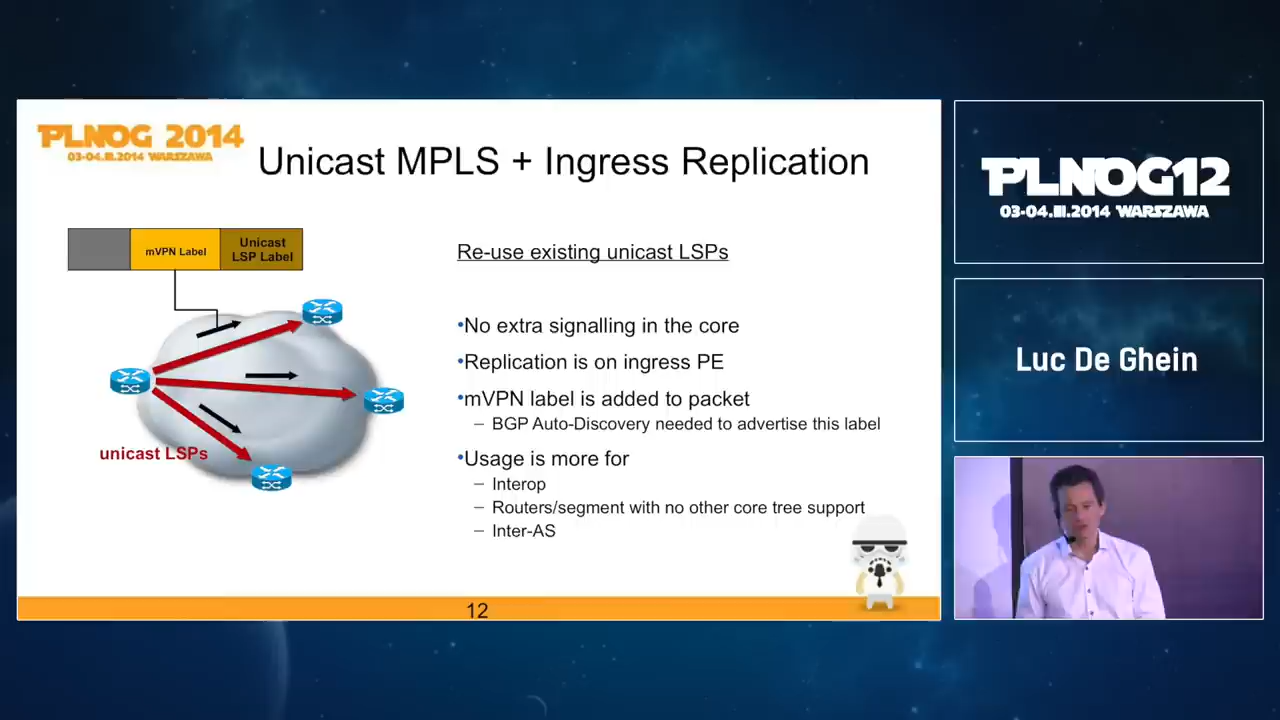 PLNOG 2014
03-04.III.2014 WARSZAWA
Unicast MPLS + Ingress Replication
mVPN Label
Unicast
LSP Label
unicast LSPs
Re-use existing unicast LSPs
•No extra signalling in the core
•Replication is on ingress PE
•mVPN label is added to packet
– BGP Auto-Discovery needed to advertise this label
•Usage is more for
– Interop
– Routers/segment with no other core tree support
– Inter-AS
12
PLNOG12
03-04.III.2014 WARSZAWA
Luc De Ghein